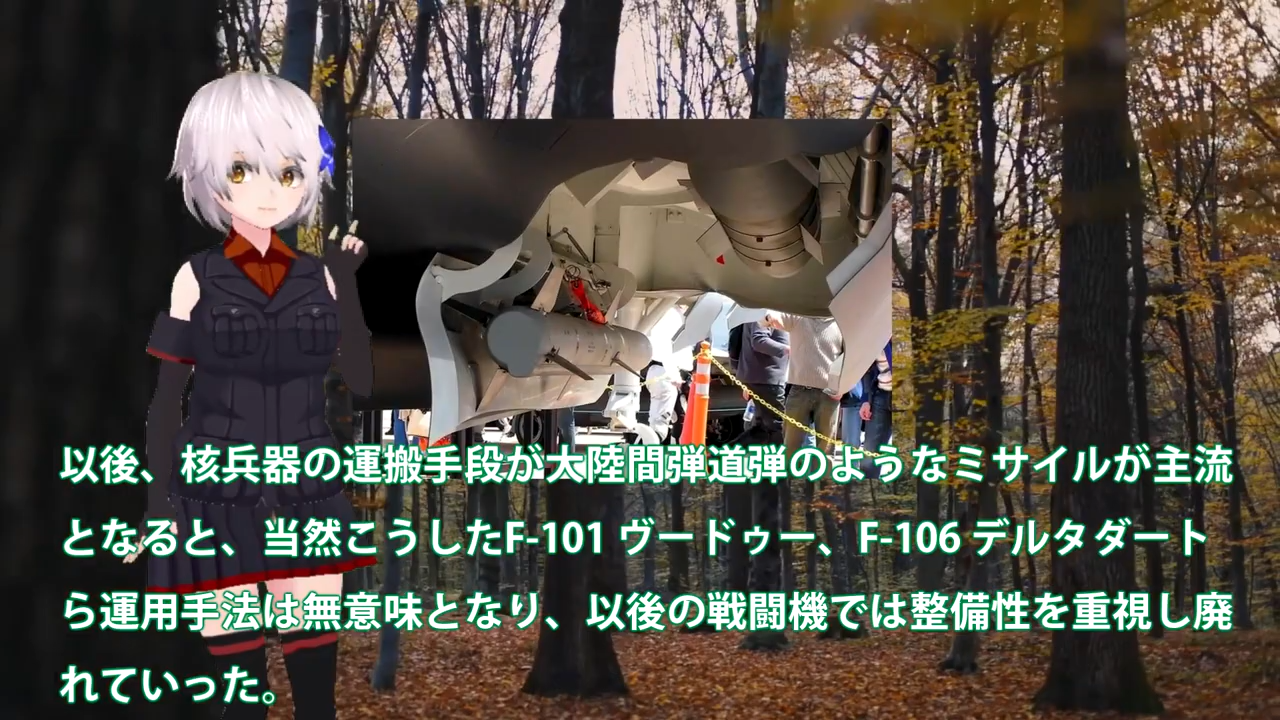 以後、核兵器の運搬手段が大陸間弾道弾のようなミサイルが主流
となると、当然こうしたF-101 ヴードゥー、F-106 デルタダート
ら運用手法は無意味となり、以後の戦闘機では整備性を重視し廃
れていった。